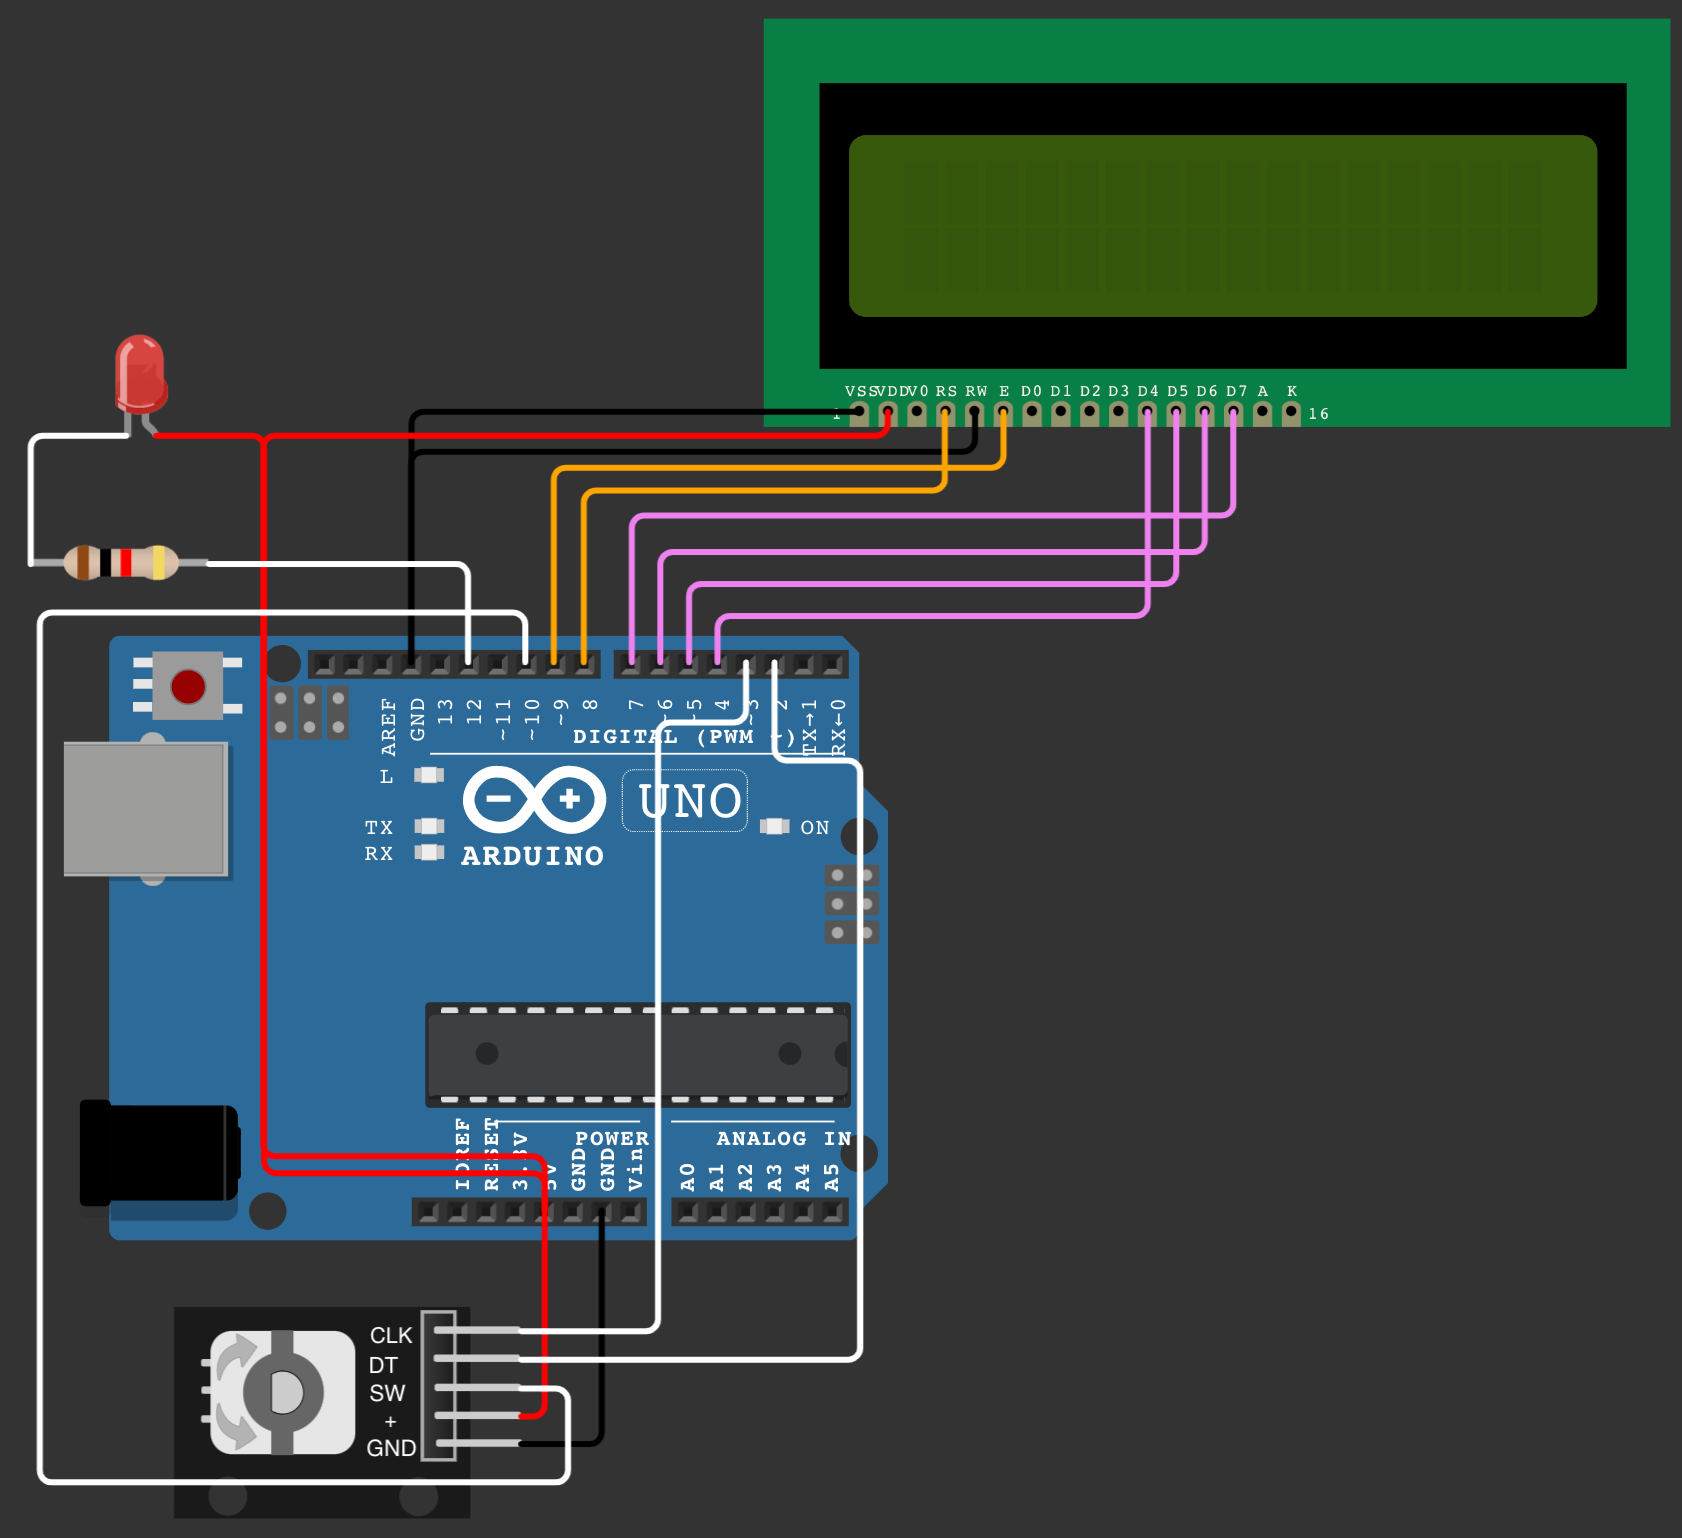 VSS VDD V0 RS RW E D0 D1 D2 D3 D4 D5 D6 D7 A K
1 16
AREF GND 13 12 ~11 ~10 ~9 8 7 ~6 ~5 4 ~3 2 TX→1 RX←0
DIGITAL (PWM ~)
L
UNO
TX ON
RX ARDUINO
POWER ANALOG IN
IOREF RESET 3.3V 5V GND GND Vin A0 A1 A2 A3 A4 A5
CLK
DT
SW
+
GND